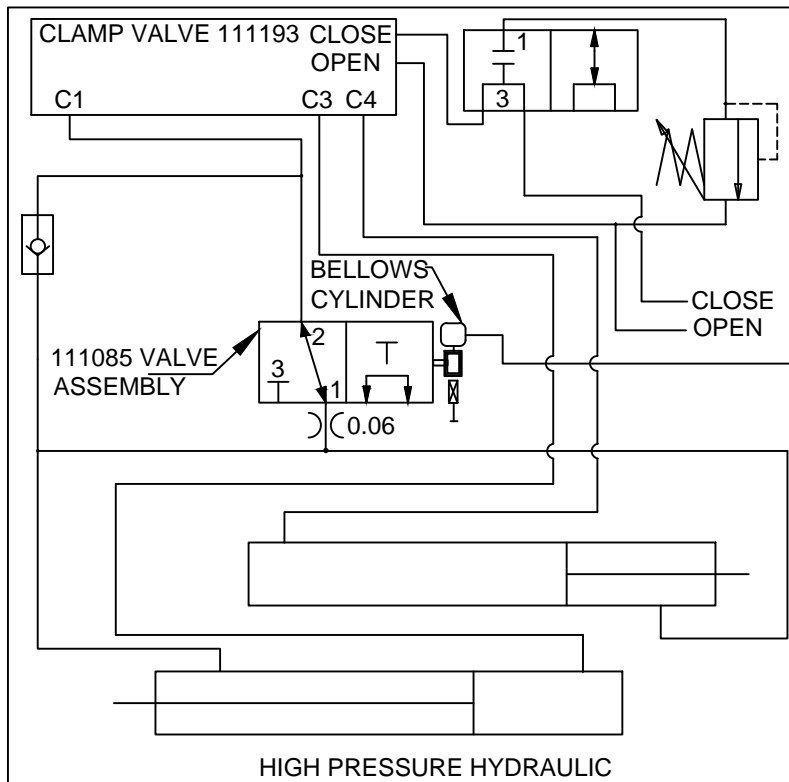 CLAMP VALVE 111193 CLOSE
OPEN
C1 C3 C4
1
3
BELLOWS
CYLINDER
CLOSE
OPEN
111085 VALVE
ASSEMBLY
2
3
1
0.06
HIGH PRESSURE HYDRAULIC